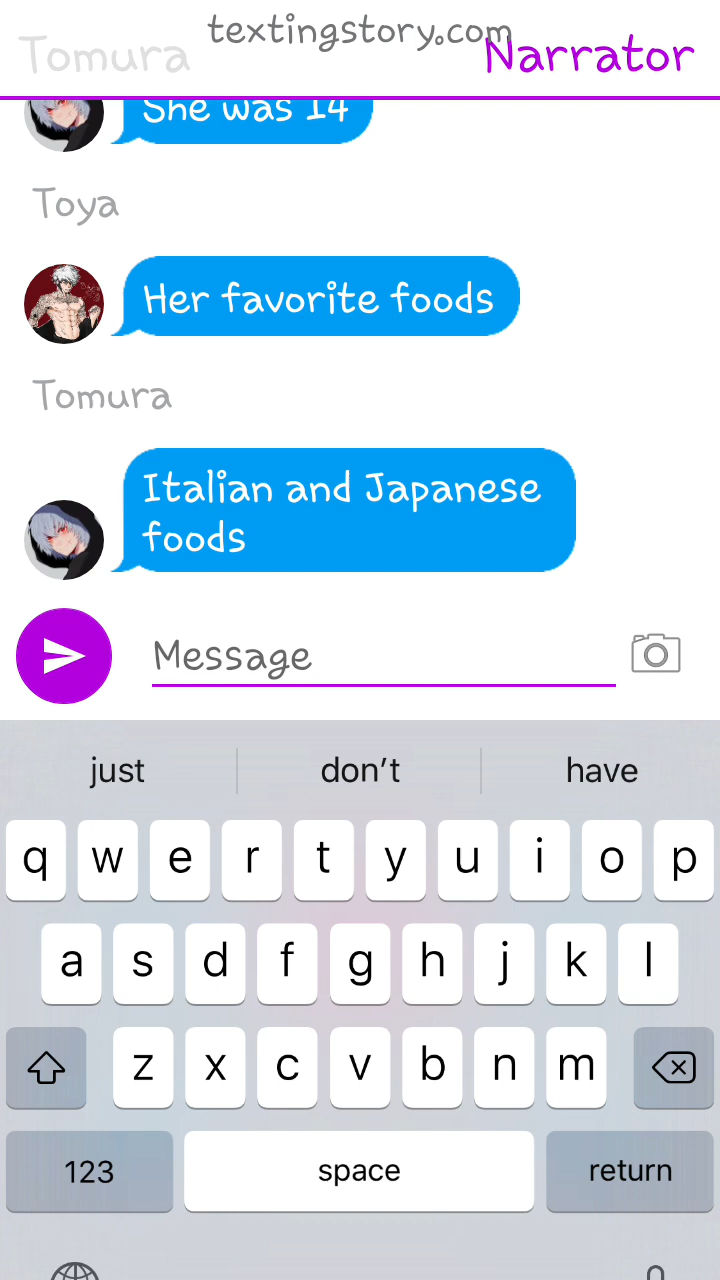 textingstory.com
Tomura
Narrator
She was 14
Toya
Her favorite foods
Tomura
Italian and Japanese
foods
Message
just don't have
q w e r t y u i o p
a s d f g h j k l
z x c v b n m
123 space return